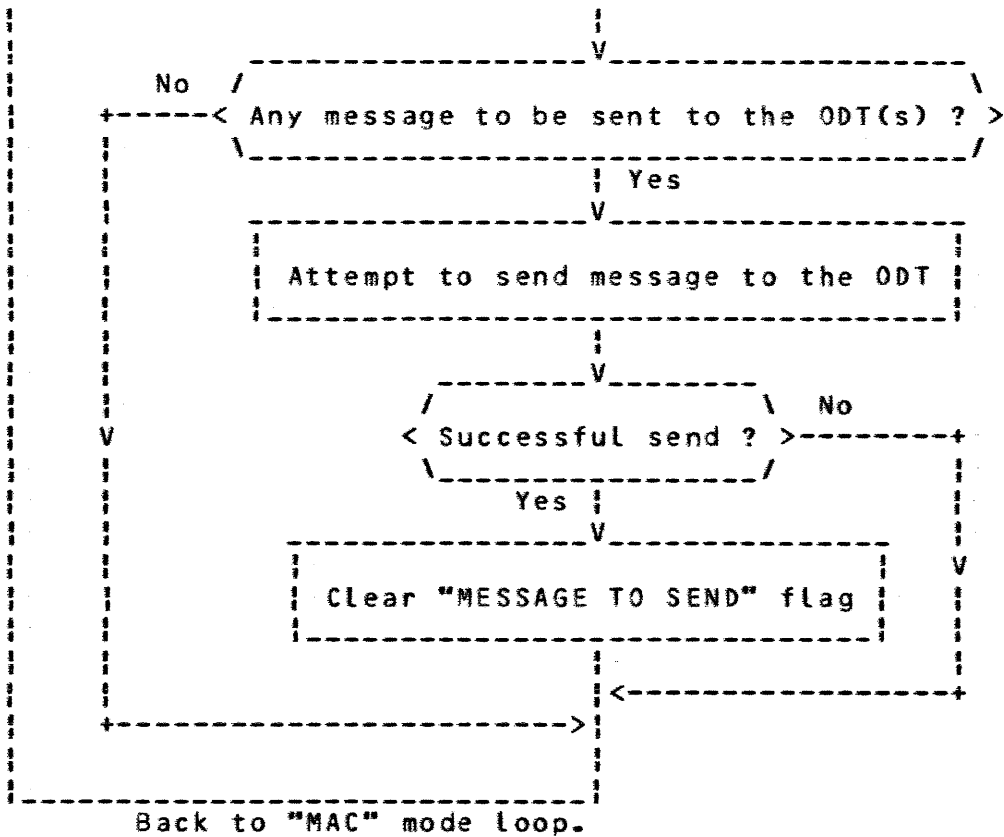 No
Any message to be sent to the ODT(s) ?
Yes
Attempt to send message to the ODT
No
Successful send ?
Yes
Clear "MESSAGE TO SEND" flag
Back to "MAC" mode loop.